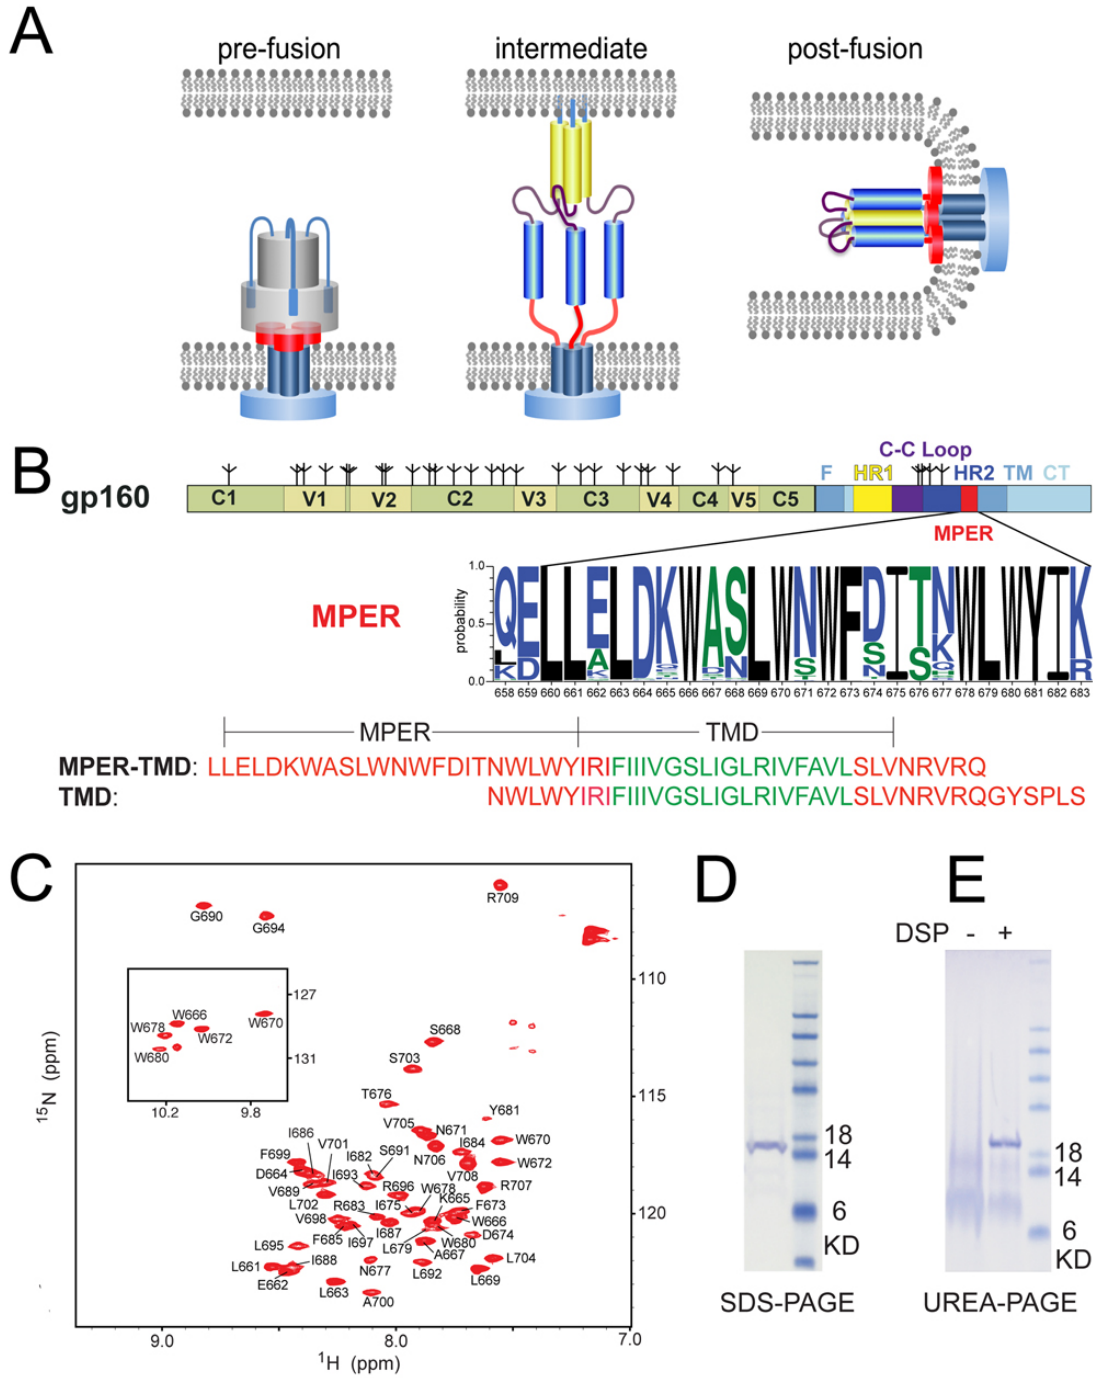 A
pre-fusion
intermediate
post-fusion
B
C-C Loop
F HR1 HR2 TM CT
gp160
C1 V1 V2 C2 V3 C3 V4 C4 V5 C5
MPER
MPER
probability
1.0
0.5
0.0
QELLELDKWASLWNWFDITNWLWYIK
L A S S K
K D K Q D N S N S Q R
658 659 660 661 662 663 664 665 666 667 668 669 670 671 672 673 674 675 676 677 678 679 680 681 682 683
MPER TMD
MPER-TMD: LLELDKWASLWNWFDITNWLWYIRIFIIIVGSLIGLRIVFAVLSLVNRVRQ
TMD: NWLWYIRIFIIIVGSLIGLRIVFAVLSLVNRVRQGYSPLS
C
R709
G690
G694
127
131
10.2 9.8
W678
W666
W670
W672
W680
S668
S703
T676
Y681
V705
N671
W670
I686
V701
I682
S691
N706
I684
W672
F699
D664
I693
V708
V689
R696
W678
R707
L702
R683
I675
K665
F673
V698
W666
F685
I697
I687
L679
W680
D674
A667
L695
L661
I688
N677
L692
L704
E662
L663
L669
A700
110
115
120
15N (ppm)
9.0 8.0 7.0
1H (ppm)
D
18
14
6
KD
SDS-PAGE
E
DSP - +
18
14
6
KD
UREA-PAGE